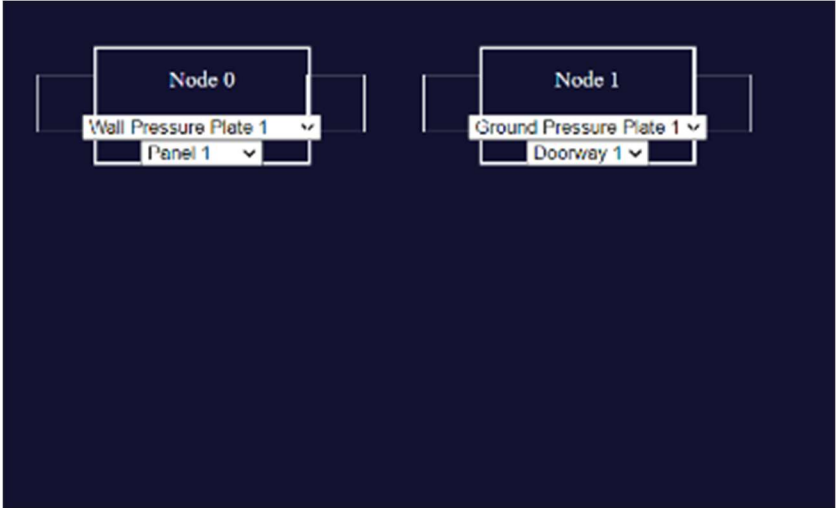 Node 0
Wall Pressure Plate 1
Panel 1
Node 1
Ground Pressure Plate 1
Doorway 1